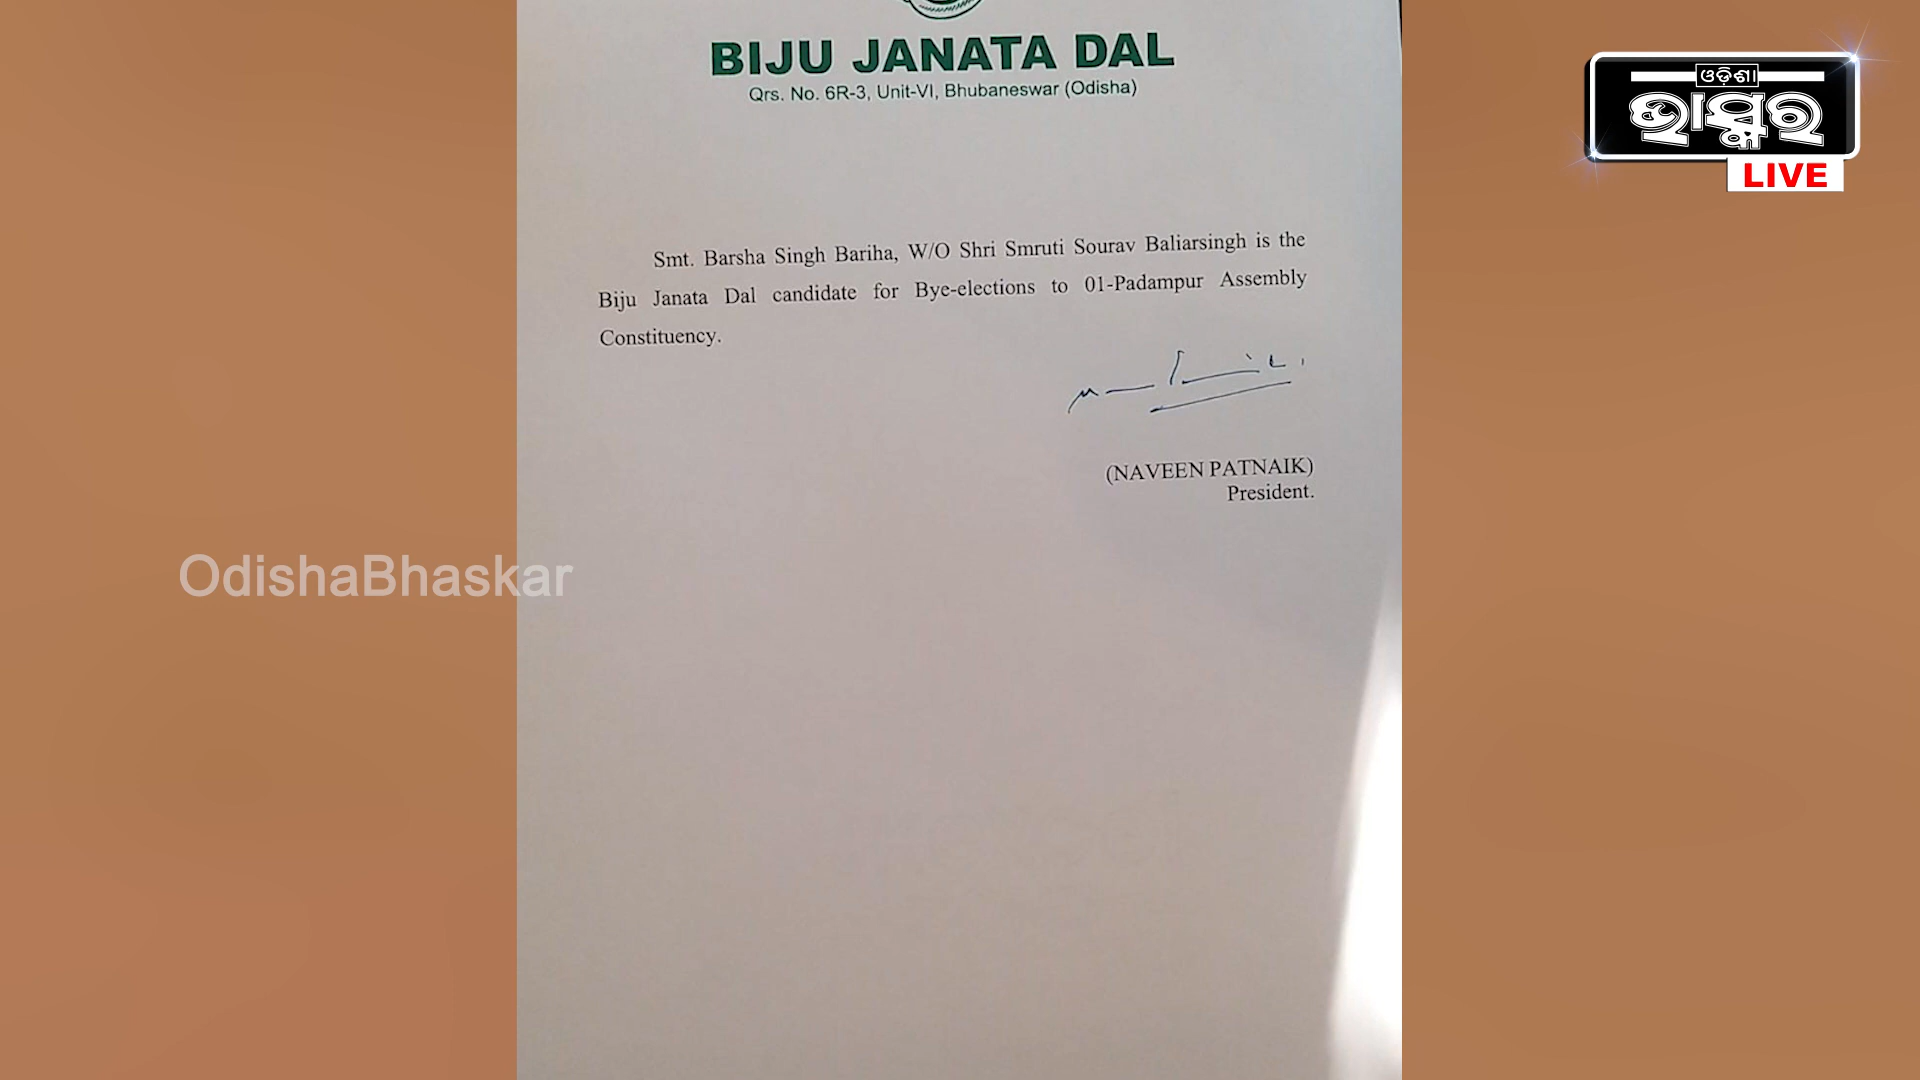 BIJU JANATA DAL
Qrs. No. 6R-3, Unit-VI, Bhubaneswar (Odisha)
ଓଡ଼ିଶା
ଭାସ୍କର
LIVE
Smt. Barsha Singh Bariha, W/O Shri Smruti Sourav Baliarsingh is the
Biju Janata Dal candidate for Bye-elections to 01-Padampur Assembly
Constituency.
(NAVEEN PATNAIK)
President.
OdishaBhaskar